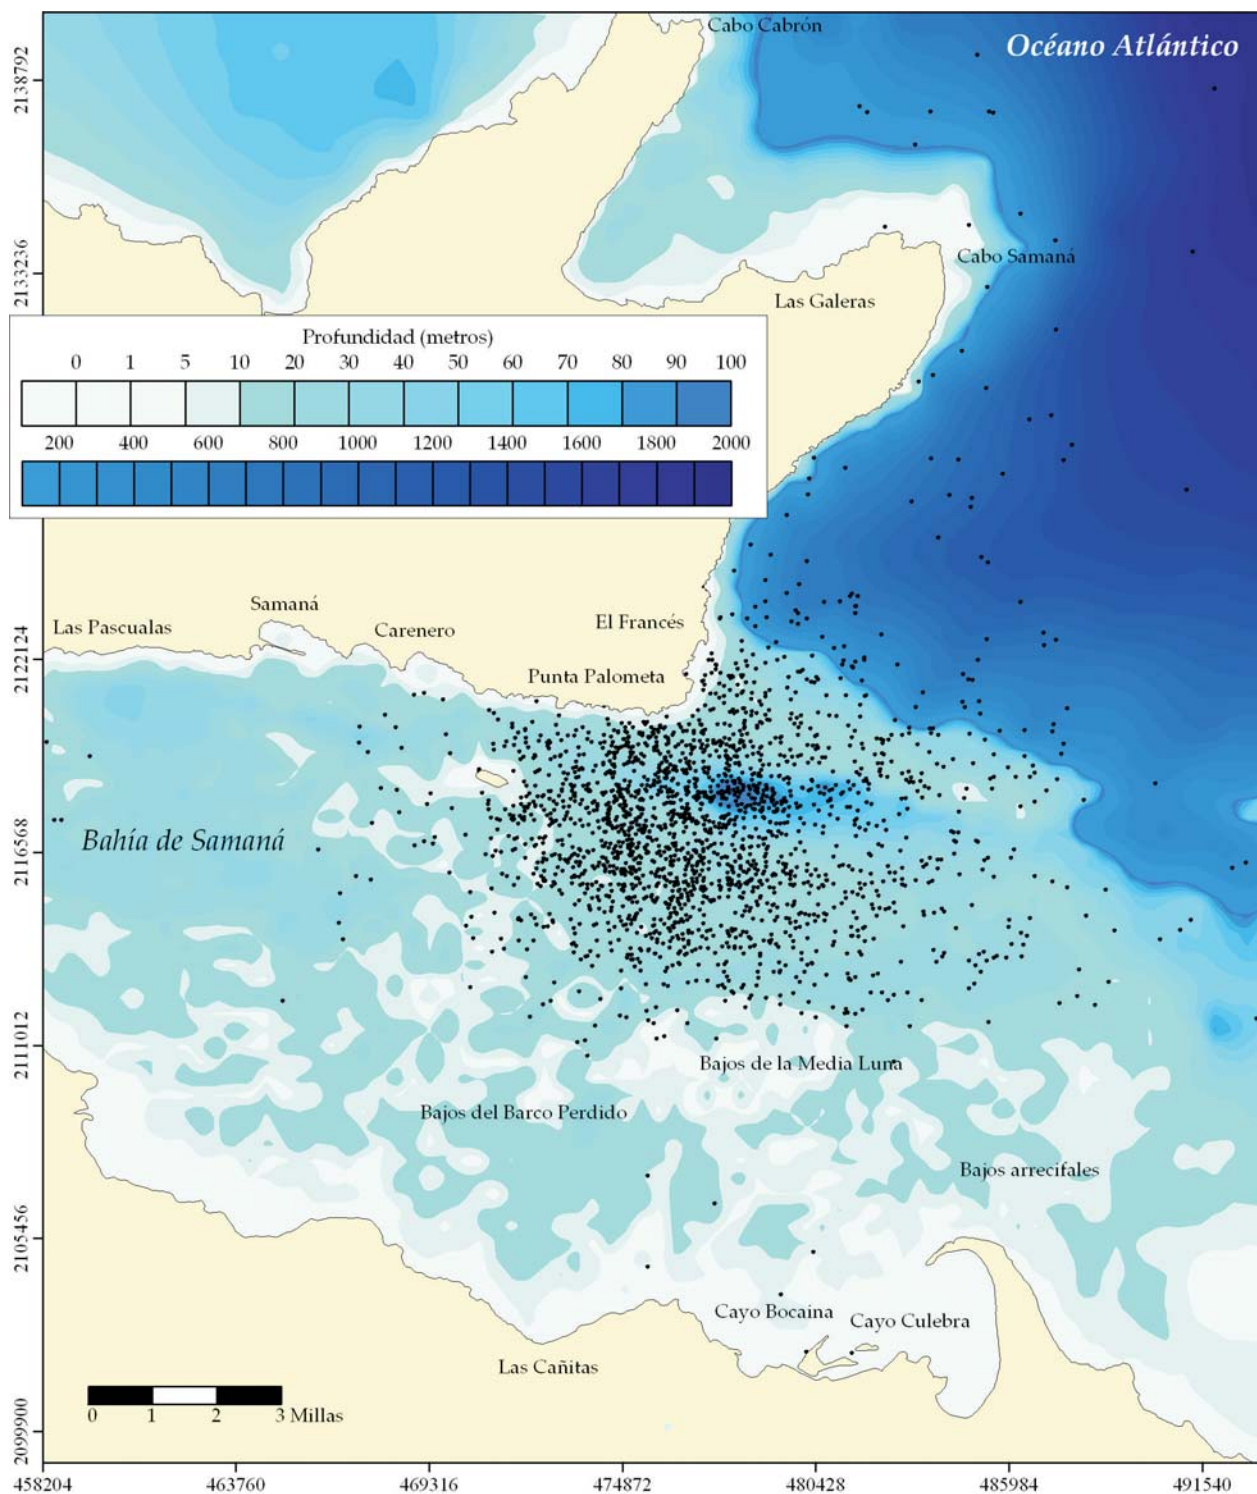 Cabo Cabrón
Océano Atlántico
2138792
Cabo Samaná
2133236
Las Galeras
Profundidad (metros)
0 1 5 10 20 30 40 50 60 70 80 90 100
200 400 600 800 1000 1200 1400 1600 1800 2000
Samaná
Las Pascualas
Carenero
El Francés
2122124
Punta Palometa
Bahía de Samaná
2116568
2111012
Bajos de la Media Luna
Bajos del Barco Perdido
Bajos arrecifales
2105456
Cayo Bocaina
Cayo Culebra
Las Cañitas
0 1 2 3 Millas
2099900
458204 463760 469316 474872 480428 485984 491540